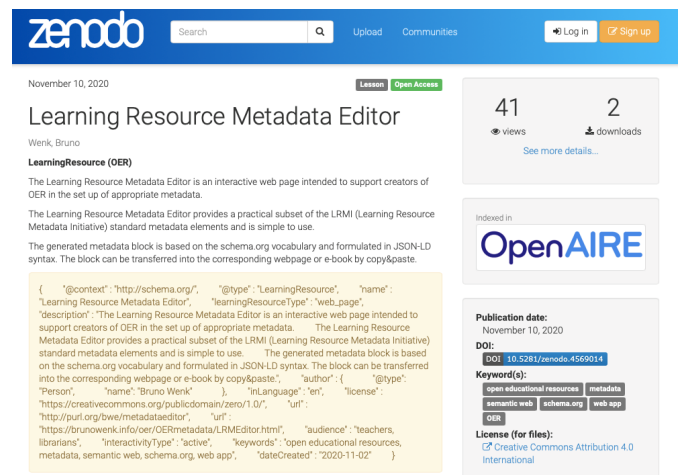 zenodo
Search
Upload Communities
Log in
Sign up
November 10, 2020
Lesson Open Access
Learning Resource Metadata Editor
Wenk, Bruno
LearningResource (OER)
The Learning Resource Metadata Editor is an interactive web page intended to support creators of
OER in the set up of appropriate metadata.
The Learning Resource Metadata Editor provides a practical subset of the LRMI (Learning Resource
Metadata Initiative) standard metadata elements and is simple to use.
The generated metadata block is based on the schema.org vocabulary and formulated in JSON-LD
syntax. The block can be transferred into the corresponding webpage or e-book by copy&paste.
{ "@context" : "http://schema.org/", "@type" : "LearningResource", "name" :
"Learning Resource Metadata Editor", "learningResourceType" : "web_page",
"description" : "The Learning Resource Metadata Editor is an interactive web page intended to
support creators of OER in the set up of appropriate metadata. The Learning Resource
Metadata Editor provides a practical subset of the LRMI (Learning Resource Metadata Initiative)
standard metadata elements and is simple to use. The generated metadata block is based
on the schema.org vocabulary and formulated in JSON-LD syntax. The block can be transferred
into the corresponding webpage or e-book by copy&paste.", "author" : { "@type":
"Person", "name": "Bruno Wenk" }, "inLanguage" : "en", "license" :
"https://creativecommons.org/publicdomain/zero/1.0/", "url" :
"http://purl.org/bwe/metadataeditor", "url" :
"https://brunowenk.info/oer/OERmetadata/LRMEditor.html", "audience" : "teachers,
librarians", "interactivityType" : "active", "keywords" : "open educational resources,
metadata, semantic web, schema.org, web app", "dateCreated" : "2020-11-02" }
41 2
views downloads
See more details...
Indexed in
OpenAIRE
Publication date:
November 10, 2020
DOI:
DOI 10.5281/zenodo.4569014
Keyword(s):
open educational resources metadata
semantic web schema.org web app
OER
License (for files):
Creative Commons Attribution 4.0
International